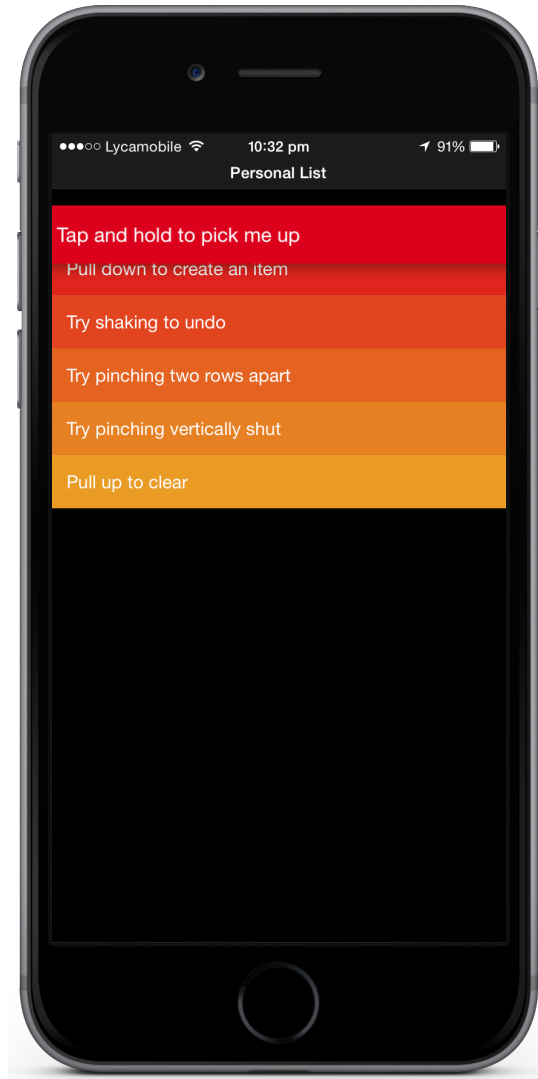 Lycamobile 10:32 pm 91%
Personal List
Tap and hold to pick me up
Pull down to create an item
Try shaking to undo
Try pinching two rows apart
Try pinching vertically shut
Pull up to clear